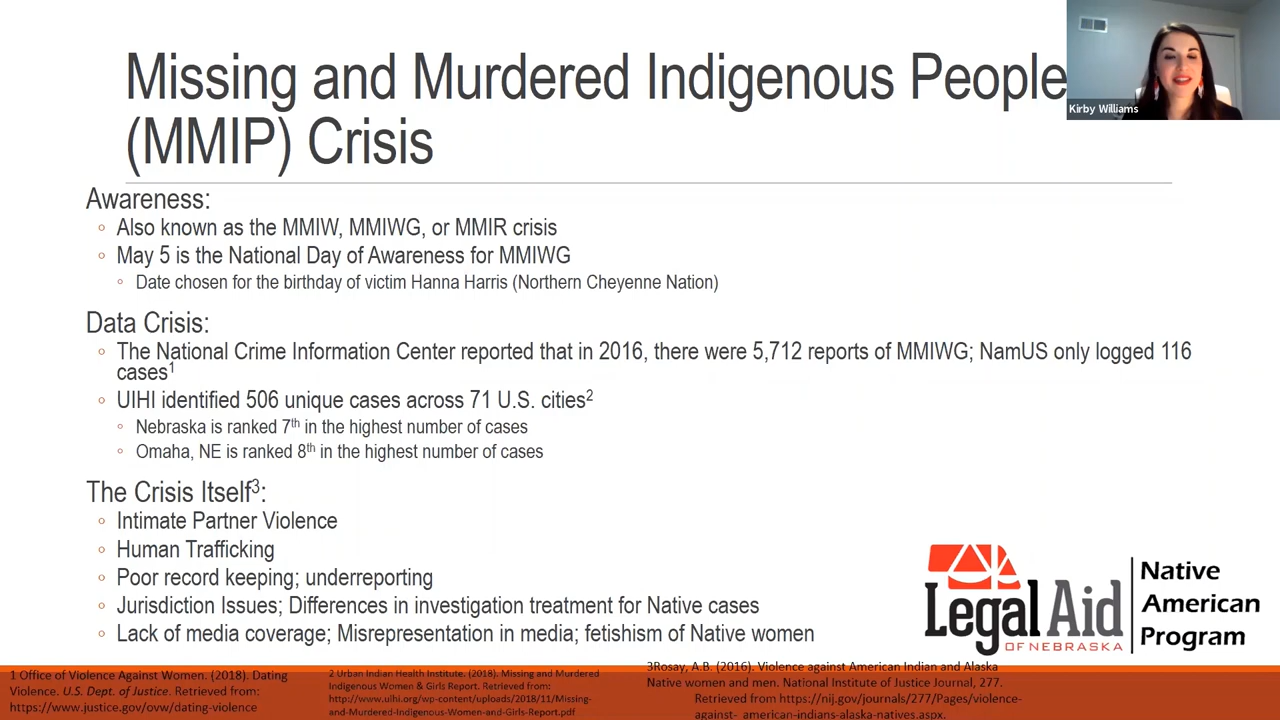 Missing and Murdered Indigenous People
(MMIP) Crisis
Kirby Williams
Awareness:
◦ Also known as the MMIW, MMIWG, or MMIR crisis
◦ May 5 is the National Day of Awareness for MMIWG
◦ Date chosen for the birthday of victim Hanna Harris (Northern Cheyenne Nation)
Data Crisis:
◦ The National Crime Information Center reported that in 2016, there were 5,712 reports of MMIWG; NamUS only logged 116
cases1
◦ UIHI identified 506 unique cases across 71 U.S. cities2
◦ Nebraska is ranked 7th in the highest number of cases
◦ Omaha, NE is ranked 8th in the highest number of cases
The Crisis Itself3:
◦ Intimate Partner Violence
◦ Human Trafficking
◦ Poor record keeping; underreporting
◦ Jurisdiction Issues; Differences in investigation treatment for Native cases
◦ Lack of media coverage; Misrepresentation in media; fetishism of Native women
Legal Aid
OF NEBRASKA
Native
American
Program
1 Office of Violence Against Women. (2018). Dating
Violence. U.S. Dept. of Justice. Retrieved from:
https://www.justice.gov/ovw/dating-violence
2 Urban Indian Health Institute. (2018). Missing and Murdered
Indigenous Women & Girls Report. Retrieved from:
http://www.uihi.org/wp-content/uploads/2018/11/Missing-
and-Murdered-Indigenous-Women-and-Girls-Report.pdf
3Rosay, A.B. (2016). Violence against American Indian and Alaska
Native women and men. National Institute of Justice Journal, 277.
Retrieved from https://nij.gov/journals/277/Pages/violence-
against- american-indians-alaska-natives.aspx.